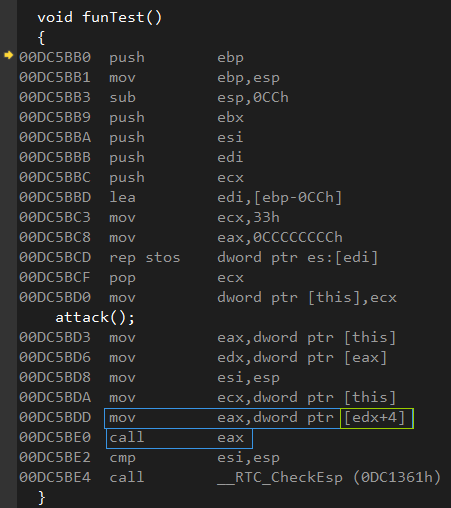 void funTest()
{
00DC5BB0 push ebp
00DC5BB1 mov ebp,esp
00DC5BB3 sub esp,0CCh
00DC5BB9 push ebx
00DC5BBA push esi
00DC5BBB push edi
00DC5BBC push ecx
00DC5BBD lea edi,[ebp-0CCh]
00DC5BC3 mov ecx,33h
00DC5BC8 mov eax,0CCCCCCCCh
00DC5BCD rep stos dword ptr es:[edi]
00DC5BCF pop ecx
00DC5BD0 mov dword ptr [this],ecx
attack();
00DC5BD3 mov eax,dword ptr [this]
00DC5BD6 mov edx,dword ptr [eax]
00DC5BD8 mov esi,esp
00DC5BDA mov ecx,dword ptr [this]
00DC5BDD mov eax,dword ptr [edx+4]
00DC5BE0 call eax
00DC5BE2 cmp esi,esp
00DC5BE4 call __RTC_CheckEsp (0DC1361h)
}